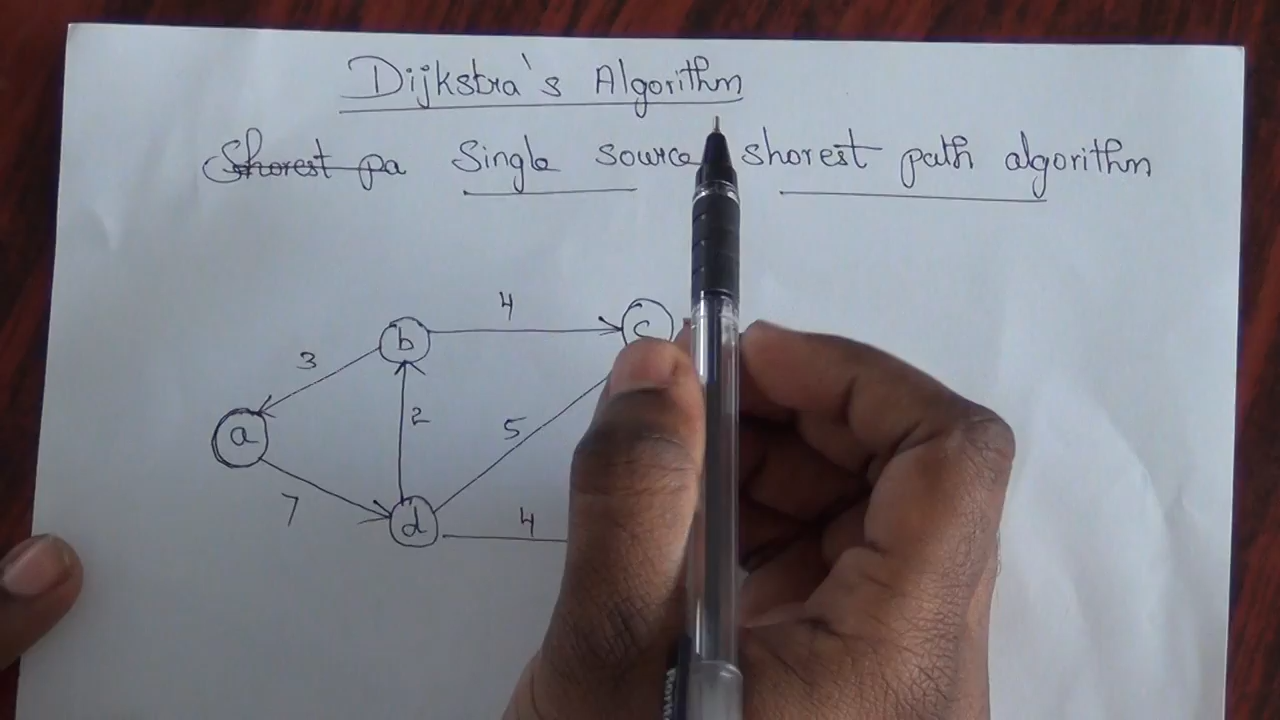 Dijkstra's Algorithm
Shorest pa Single source shorest path algorithm
4
b
c
3
2
5
a
7
d
4